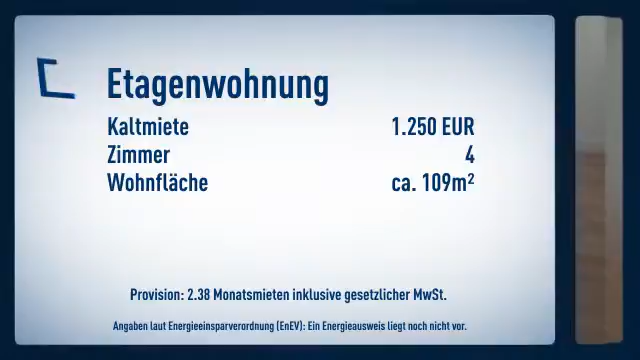 Etagenwohnung
Kaltmiete 1.250 EUR
Zimmer 4
Wohnfläche ca. 109m²
Provision: 2.38 Monatsmieten inklusive gesetzlicher MwSt.
Angaben laut Energieeinsparverordnung (EnEV): Ein Energieausweis liegt noch nicht vor.